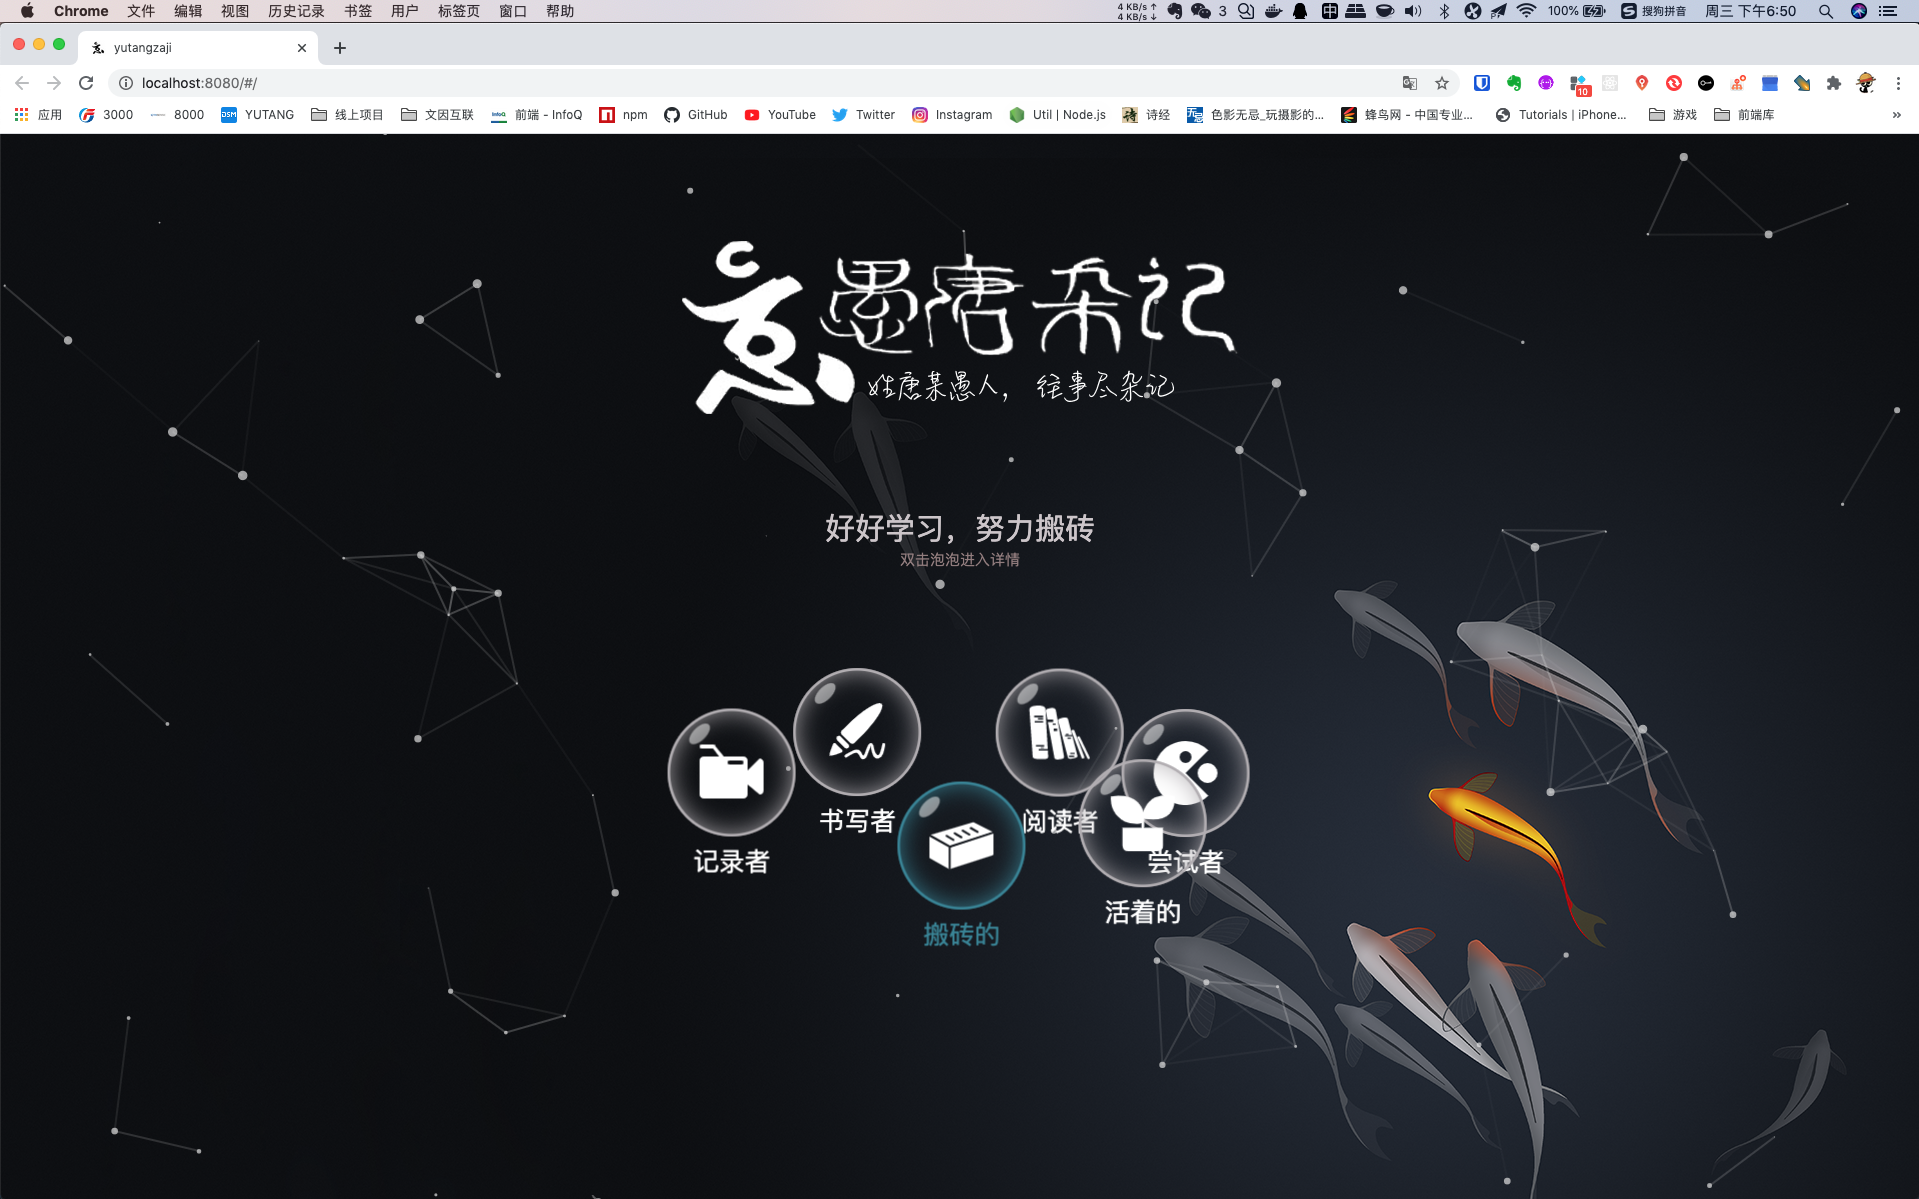 Chrome 文件 编辑 视图 历史记录 书签 用户 标签页 窗口 帮助 4 KB/s ↑ 4 KB/s ↓ 3 中 100% 搜狗拼音 周三 下午6:50
yutangzaji
localhost:8080/#/ 10
应用 3000 8000 DSM YUTANG 线上项目 文因互联 InfoQ 前端 - InfoQ npm GitHub YouTube Twitter Instagram Util | Node.js 诗经 色影无忌_玩摄影的... 蜂鸟网 - 中国专业... Tutorials | iPhone... 游戏 前端库 »
愚唐杂记
姓唐某愚人， 往事尽杂记
好好学习，努力搬砖
双击泡泡进入详情
记录者
书写者
搬砖的
阅读者
尝试者
活着的